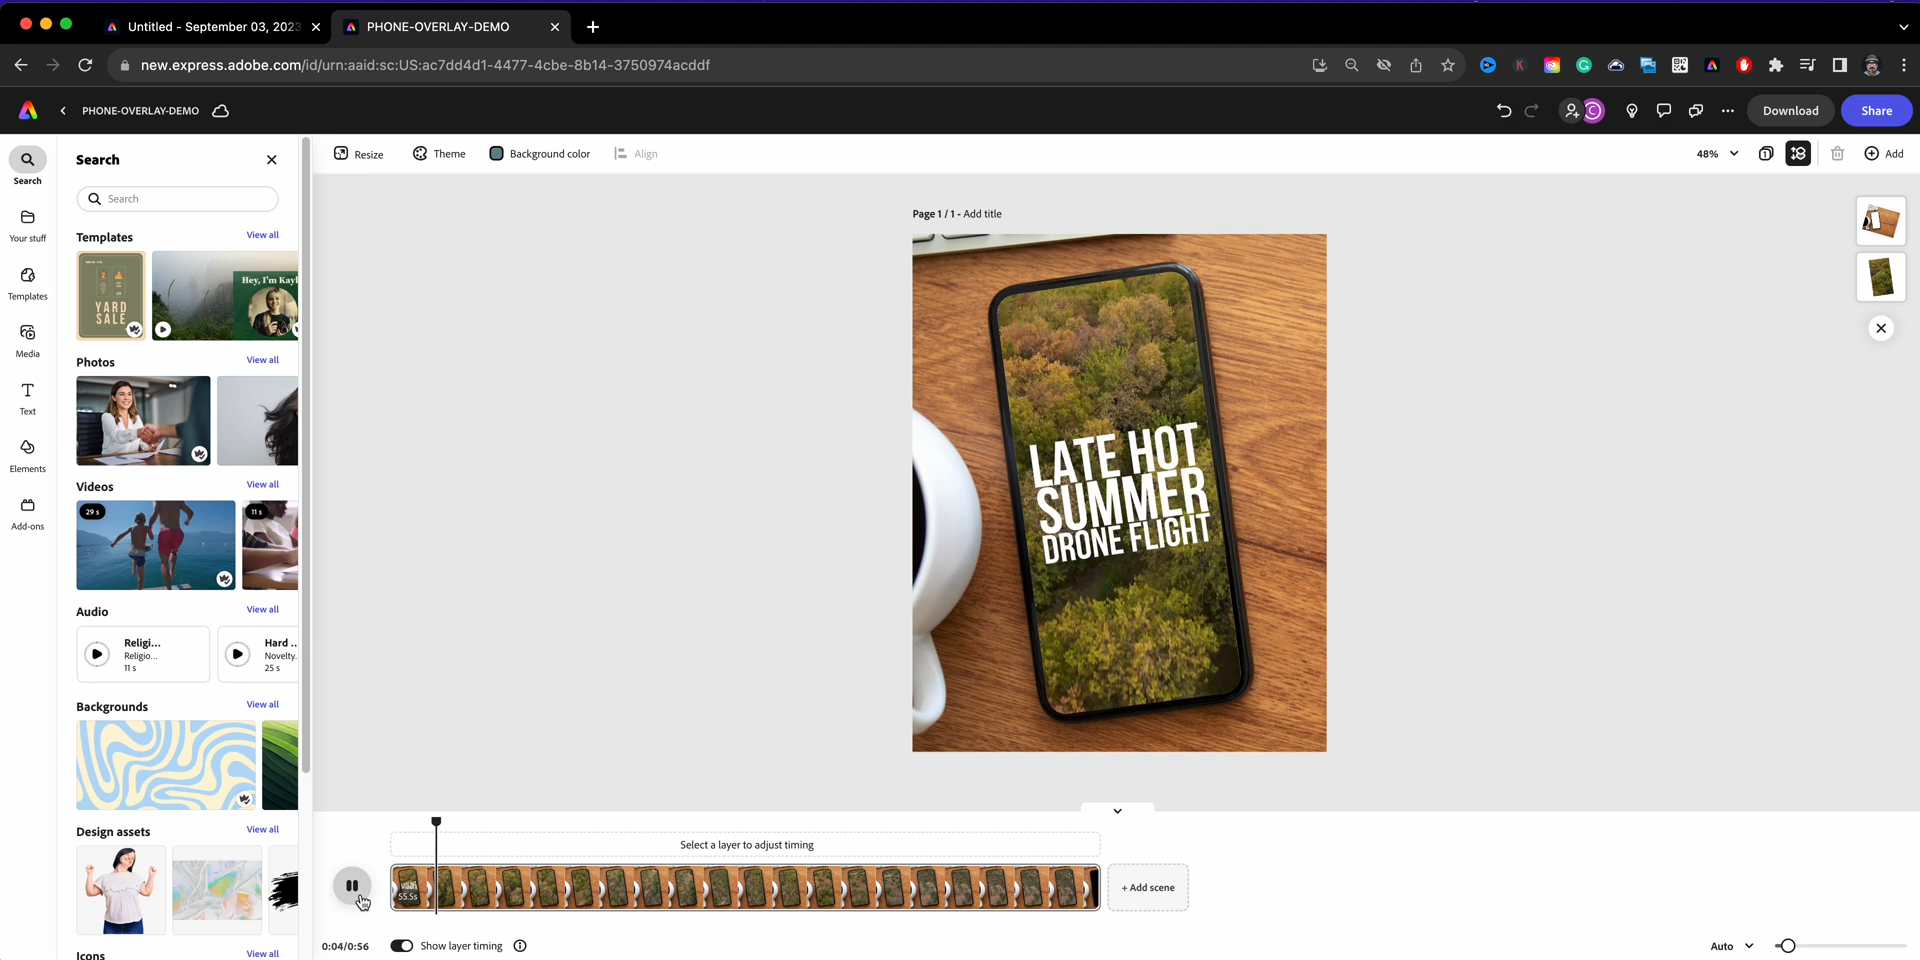 Untitled - September 03, 2023
PHONE-OVERLAY-DEMO
new.express.adobe.com/id/urn:aaid:sc:US:ac7dd4d1-4477-4cbe-8b14-3750974acddf
PHONE-OVERLAY-DEMO
Download
Share
Search
Search
Your stuff
Templates
Media
Text
Elements
Add-ons
Search
Templates
View all
YARD
SALE
Hey, I'm Kayl
Photos
View all
Videos
View all
29 s
11 s
Audio
View all
Religi...
Religio...
11 s
Hard ...
Novelty.
25 s
Backgrounds
View all
Design assets
View all
Icons
View all
Resize
Theme
Background color
Align
48%
Add
Page 1 / 1 - Add title
LATE HOT
SUMMER
DRONE FLIGHT
Select a layer to adjust timing
55.5s
+ Add scene
0:04/0:56
Show layer timing
Auto